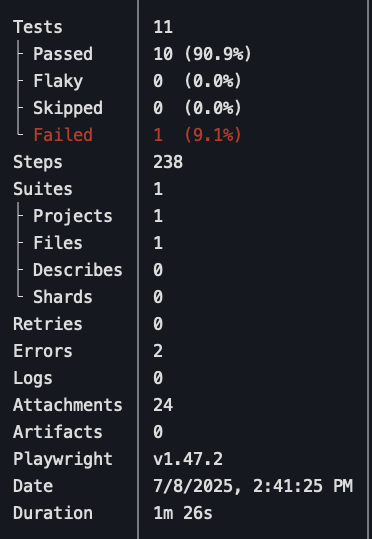 Tests 11
├ Passed 10 (90.9%)
├ Flaky 0 (0.0%)
├ Skipped 0 (0.0%)
└ Failed 1 (9.1%)
Steps 238
Suites 1
├ Projects 1
├ Files 1
├ Describes 0
└ Shards 0
Retries 0
Errors 2
Logs 0
Attachments 24
Artifacts 0
Playwright v1.47.2
Date 7/8/2025, 2:41:25 PM
Duration 1m 26s